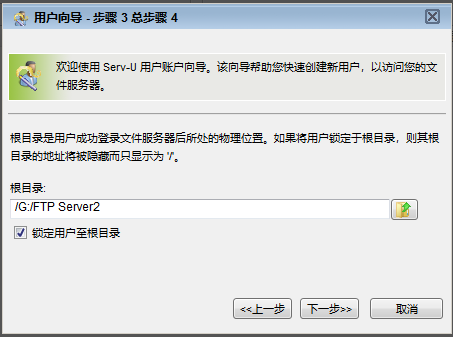 用户向导 - 步骤 3 总步骤 4
欢迎使用 Serv-U 用户账户向导。该向导帮助您快速创建新用户，以访问您的文
件服务器。
根目录是用户成功登录文件服务器后所处的物理位置。如果将用户锁定于根目录，则其根
目录的地址将被隐藏而只显示为 '/'。
根目录:
/G:/FTP Server2
锁定用户至根目录
<<上一步 下一步>> 取消